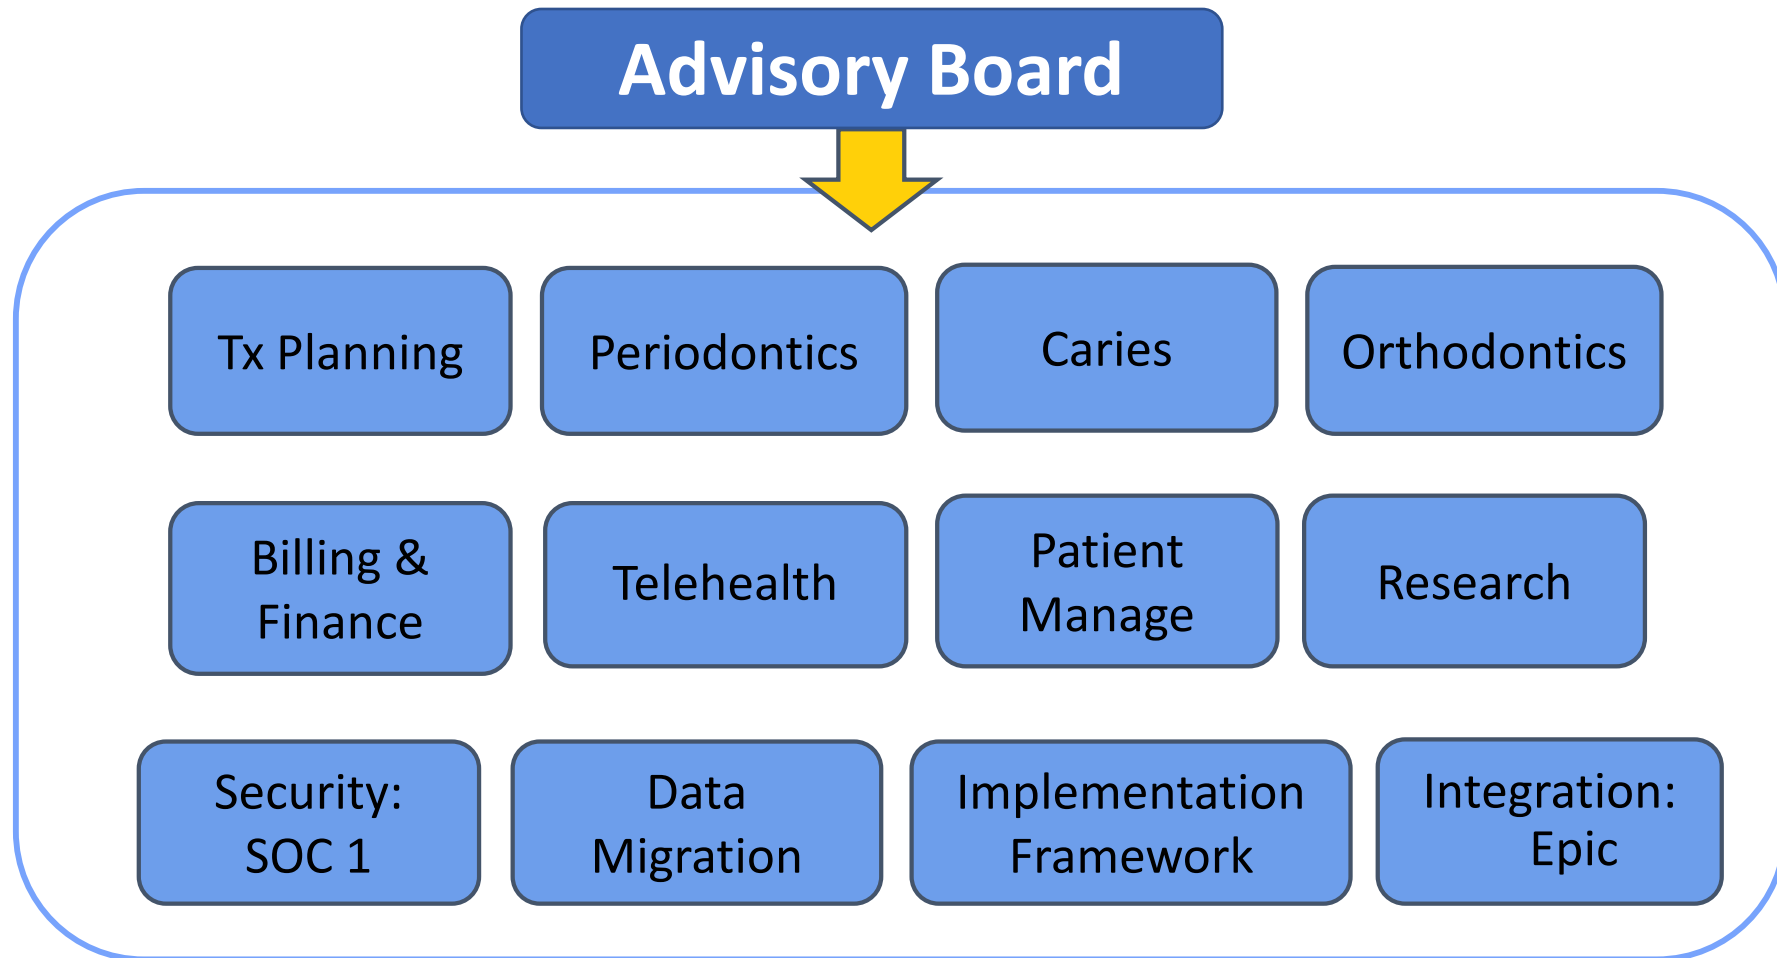 Advisory Board
Tx Planning
Periodontics
Caries
Orthodontics
Billing &
Finance
Telehealth
Patient
Manage
Research
Security:
SOC 1
Data
Migration
Implementation
Framework
Integration:
Epic